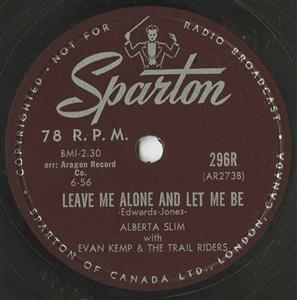 COPYRIGHTED - NOT FOR RADIO BROADCAST
Sparton
78 R.P.M.
BMI-2:30
arr: Aragon Record
Co.
6-56
296R
(AR273B)
LEAVE ME ALONE AND LET ME BE
-Edwards-Jones-
ALBERTA SLIM
with
EVAN KEMP & THE TRAIL RIDERS
SPARTON OF CANADA LTD., LONDON, CANADA